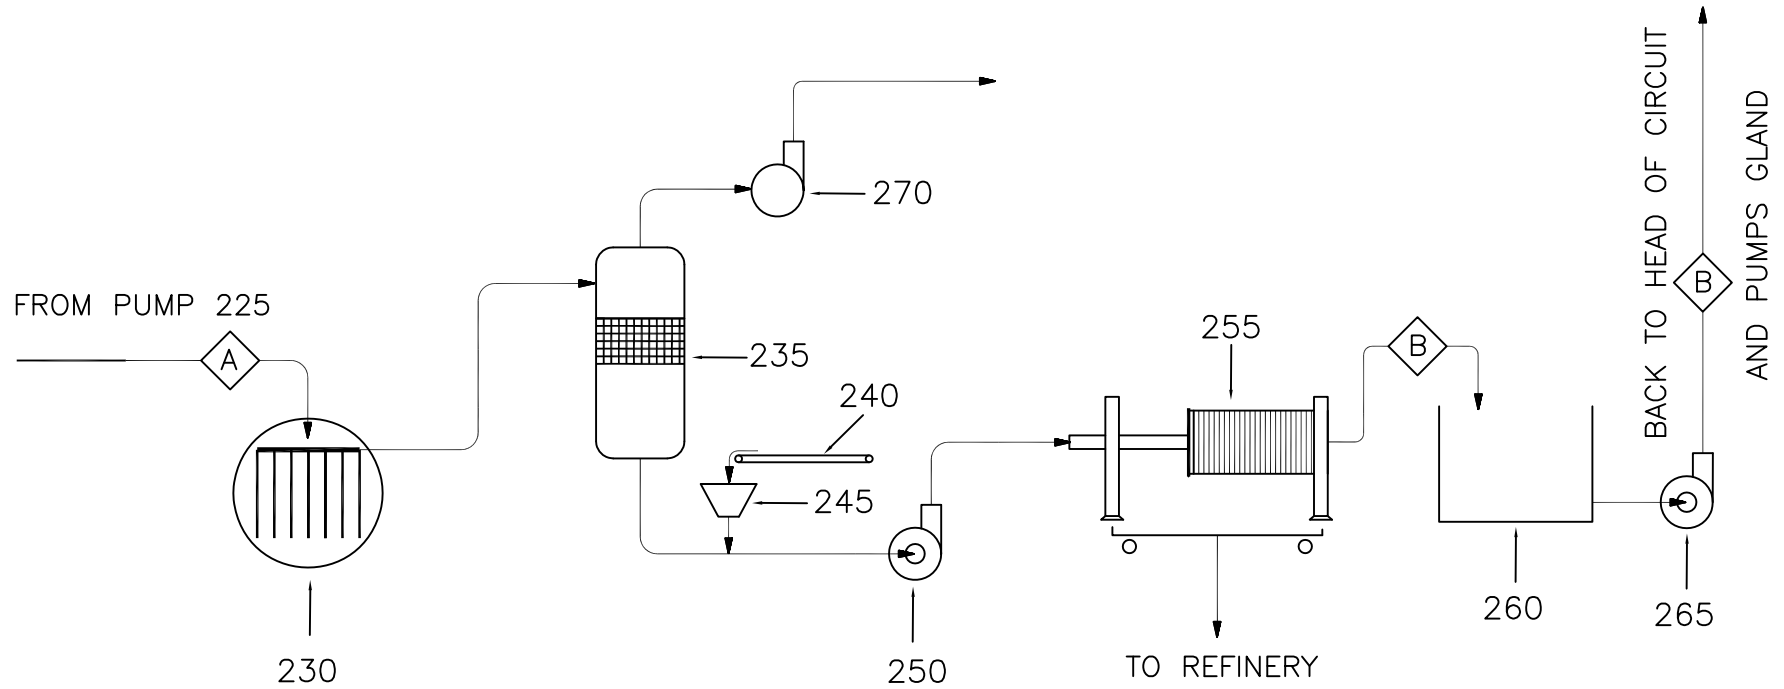 FROM PUMP 225
A
230
235
270
240
245
250
255
TO REFINERY
B
260
265
B
BACK TO HEAD OF CIRCUIT
AND PUMPS GLAND